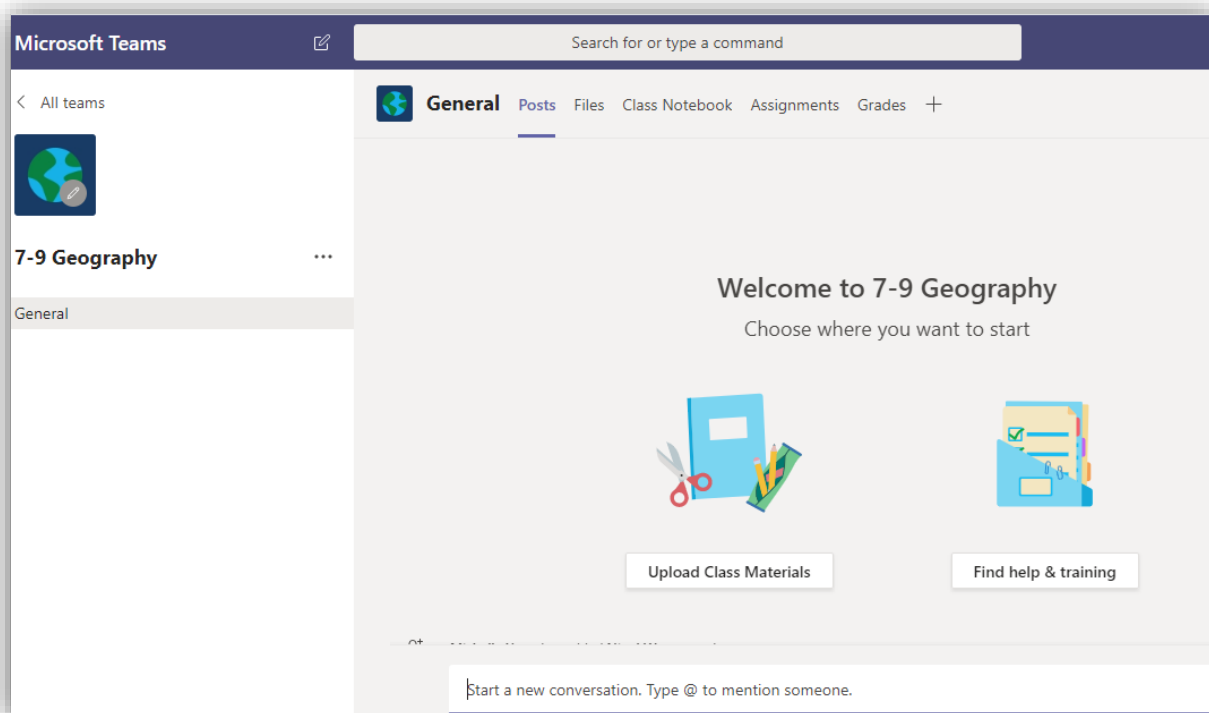 Microsoft Teams
Search for or type a command
All teams
General Posts Files Class Notebook Assignments Grades
7-9 Geography
General
Welcome to 7-9 Geography
Choose where you want to start
Upload Class Materials
Find help & training
Start a new conversation. Type @ to mention someone.